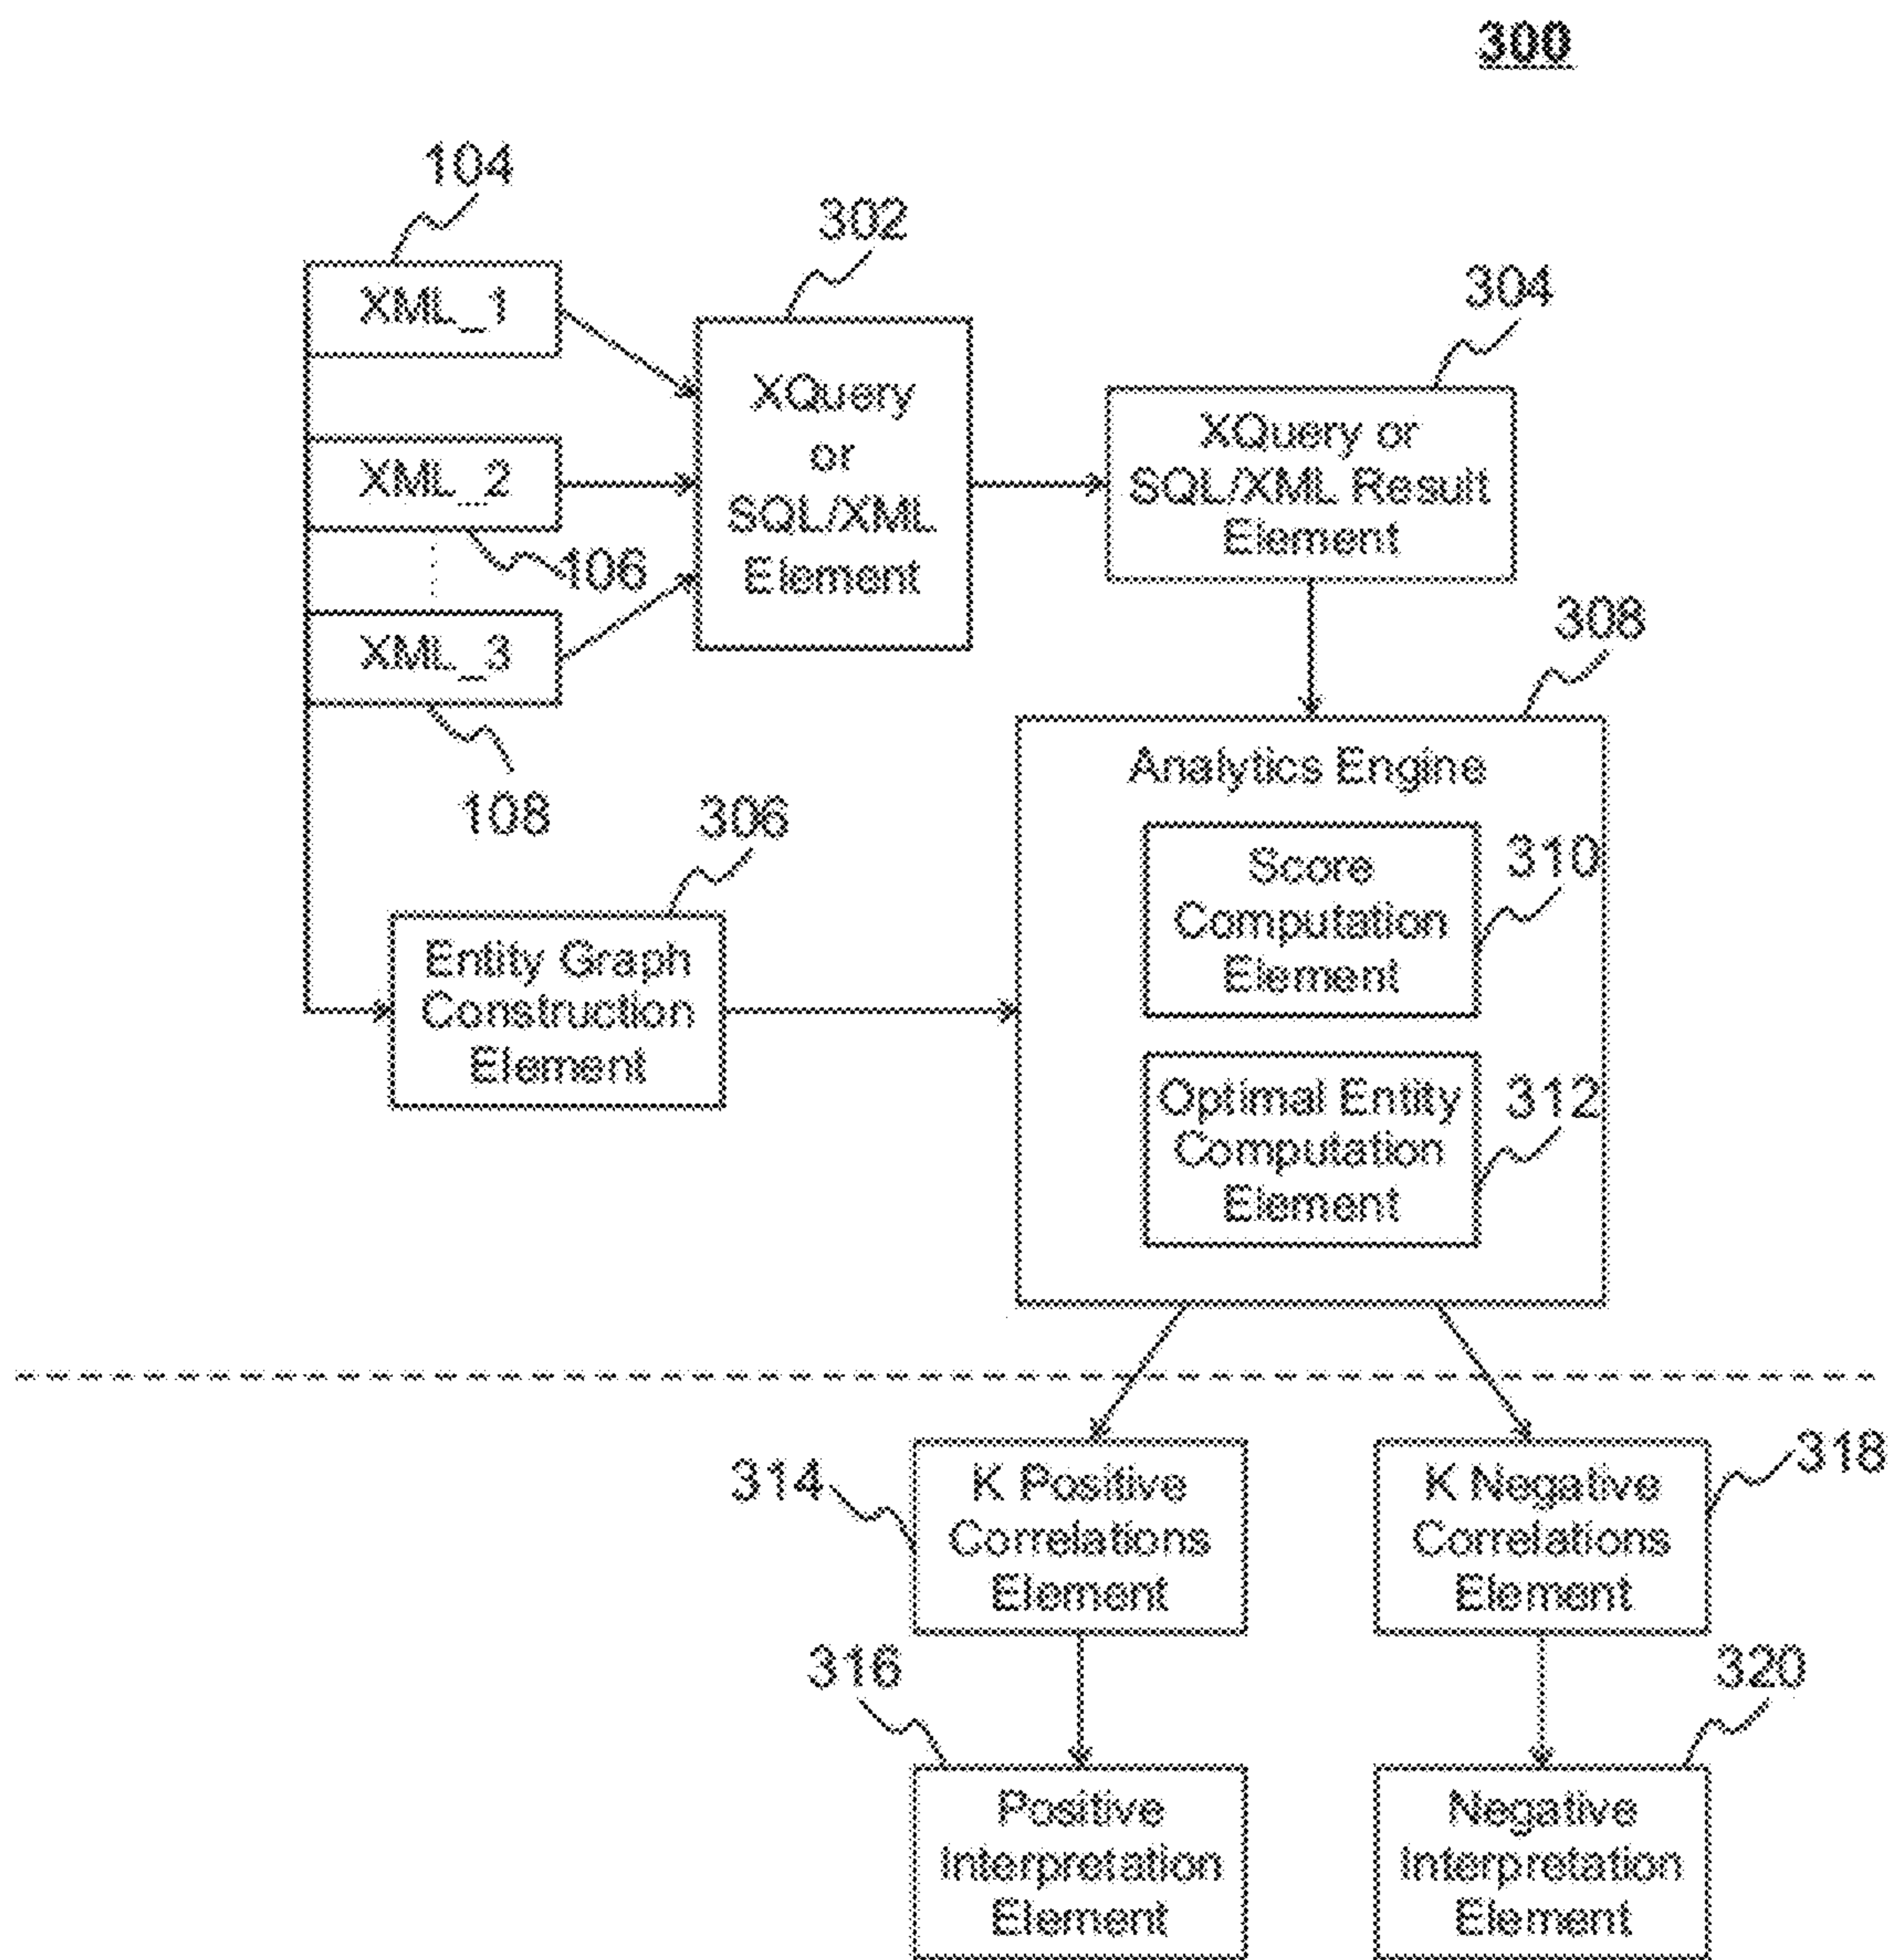 300
104
302
304
XML_1
XQuery
or
SQL/XML
Element
XQuery or
SQL/XML Result
Element
XML_2
106
XML_3
108
306
308
Analytics Engine
Score
Computation
Element
310
Entity Graph
Construction
Element
Optimal Entity
Computation
Element
312
314
K Positive
Correlations
Element
K Negative
Correlations
Element
318
316
320
Positive
Interpretation
Element
Negative
Interpretation
Element